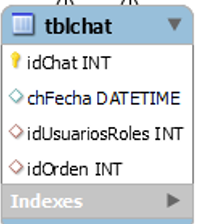 tblchat
idChat INT
chFecha DATETIME
idUsuariosRoles INT
idOrden INT
Indexes